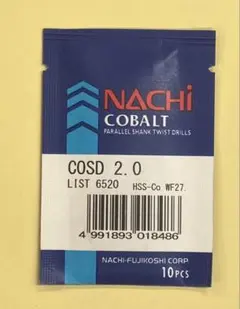 NACHi
COBALT
PARALLEL SHANK TWIST DRILLS
COSD 2.0
LIST 6520 HSS-Co WF27
4 991893 018486
NACHI-FUJIKOSHI CORP
10PCS